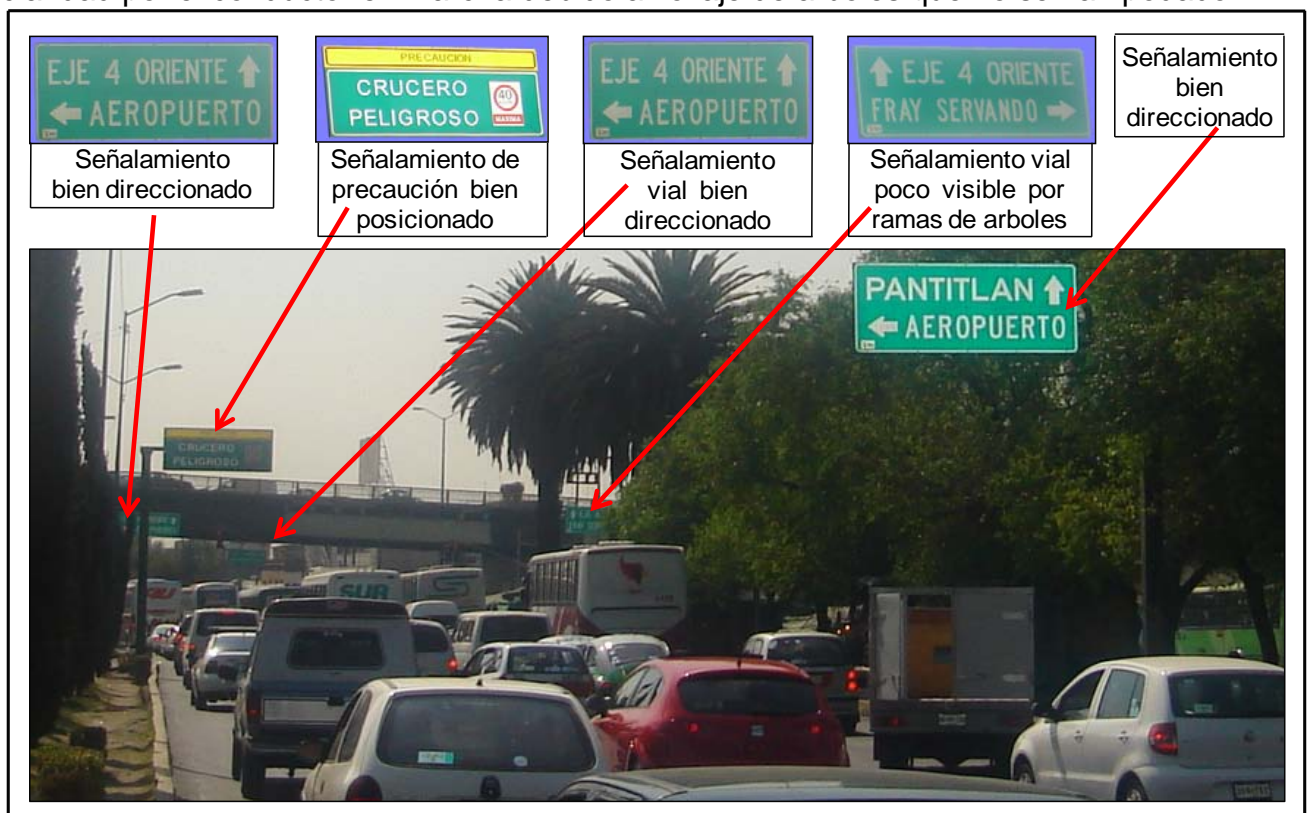 EJE 4 ORIENTE ↑
← AEROPUERTO
PRECAUCION
CRUCERO
PELIGROSO
40
MAXIMA
EJE 4 ORIENTE ↑
← AEROPUERTO
↑ EJE 4 ORIENTE
FRAY SERVANDO →
Señalamiento
bien
direccionado
Señalamiento
bien direccionado
Señalamiento de
precaución bien
posicionado
Señalamiento
vial bien
direccionado
Señalamiento vial
poco visible por
ramas de arboles
PANTITLAN ↑
← AEROPUERTO
CRUCERO
PELIGROSO
SUR